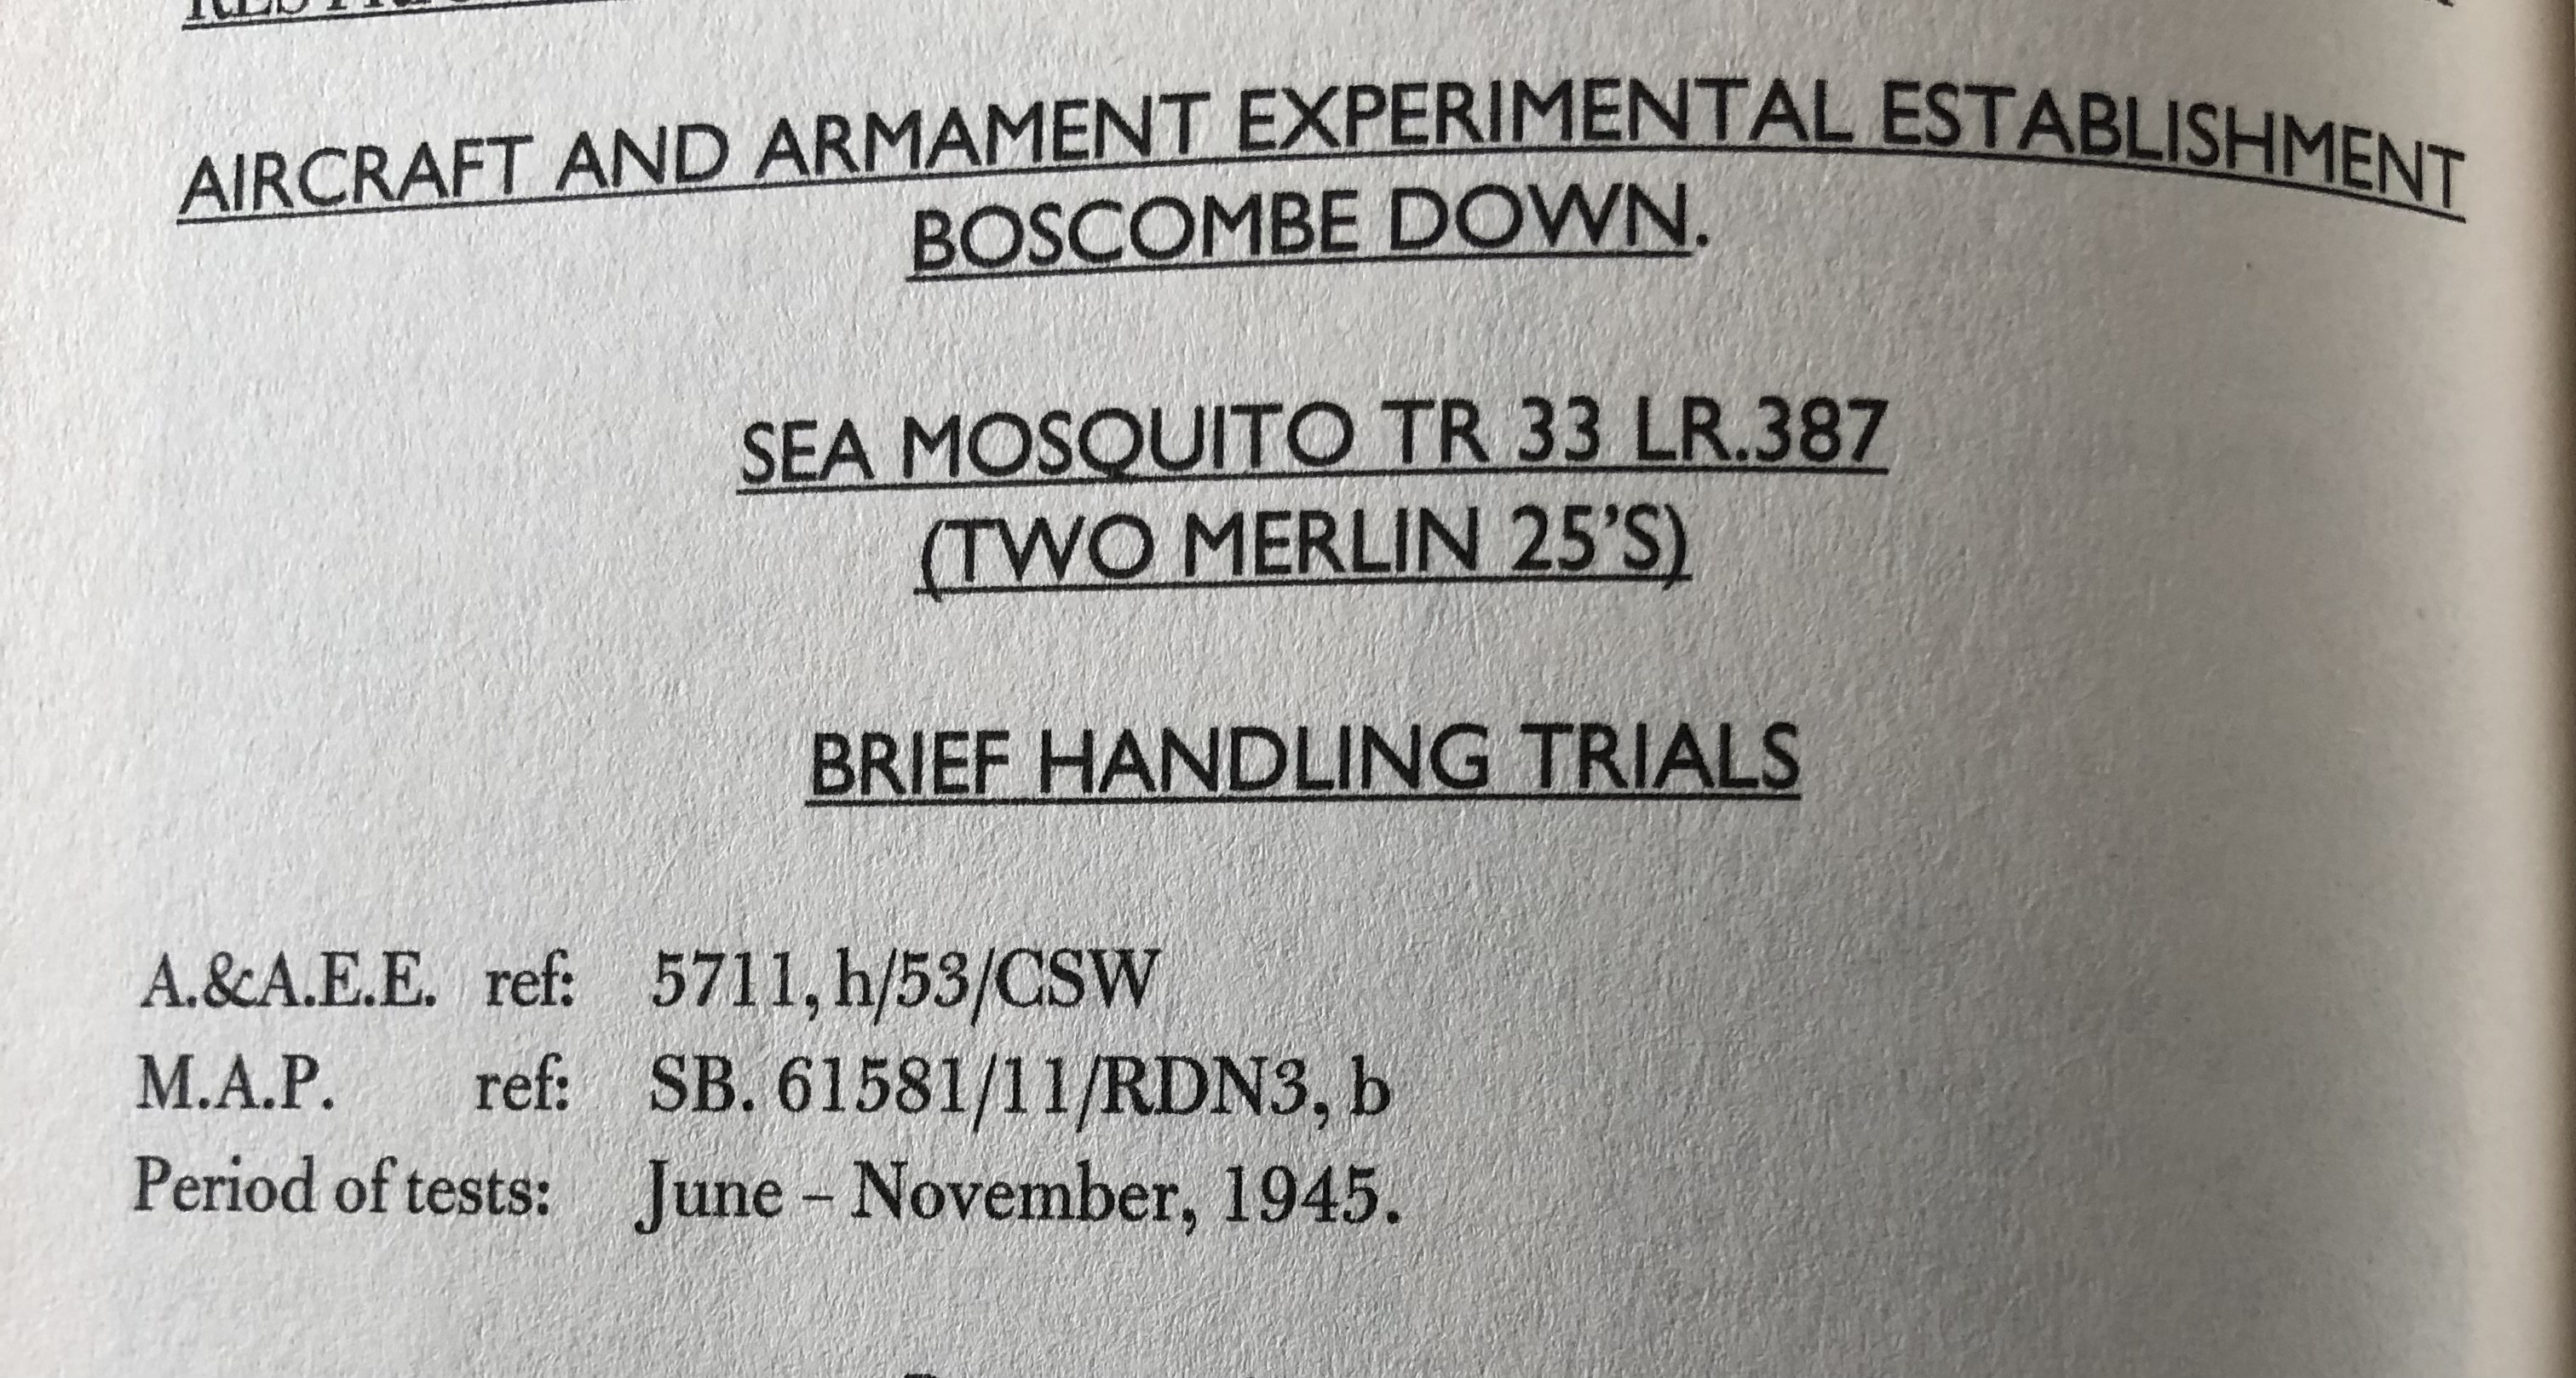 AIRCRAFT AND ARMAMENT EXPERIMENTAL ESTABLISHMENT
BOSCOMBE DOWN.
SEA MOSQUITO TR 33 LR.387
(TWO MERLIN 25’S)
BRIEF HANDLING TRIALS
A.&A.E.E. ref: 5711, h/53/CSW
M.A.P. ref: SB. 61581/11/RDN3, b
Period of tests: June – November, 1945.